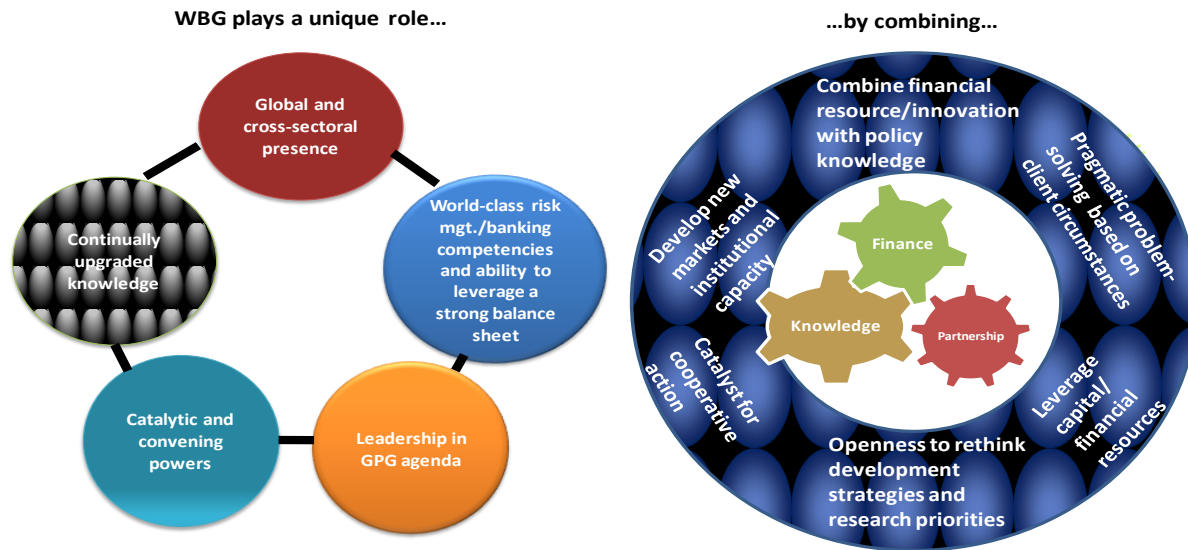 WBG plays a unique role…
Global and
cross-sectoral
presence
World-class risk
mgt./banking
competencies
and ability to
leverage a
strong balance
sheet
Leadership in
GPG agenda
Catalytic and
convening
powers
Continually
upgraded
knowledge
…by combining…
Combine financial
resource/innovation
with policy
knowledge
Pragmatic problem-
solving based on
client circumstances
Leverage
capital/
financial
resources
Openness to rethink
development
strategies and
research priorities
Catalyst for
cooperative
action
Develop new
markets and
institutional
capacity
Finance
Knowledge
Partnership